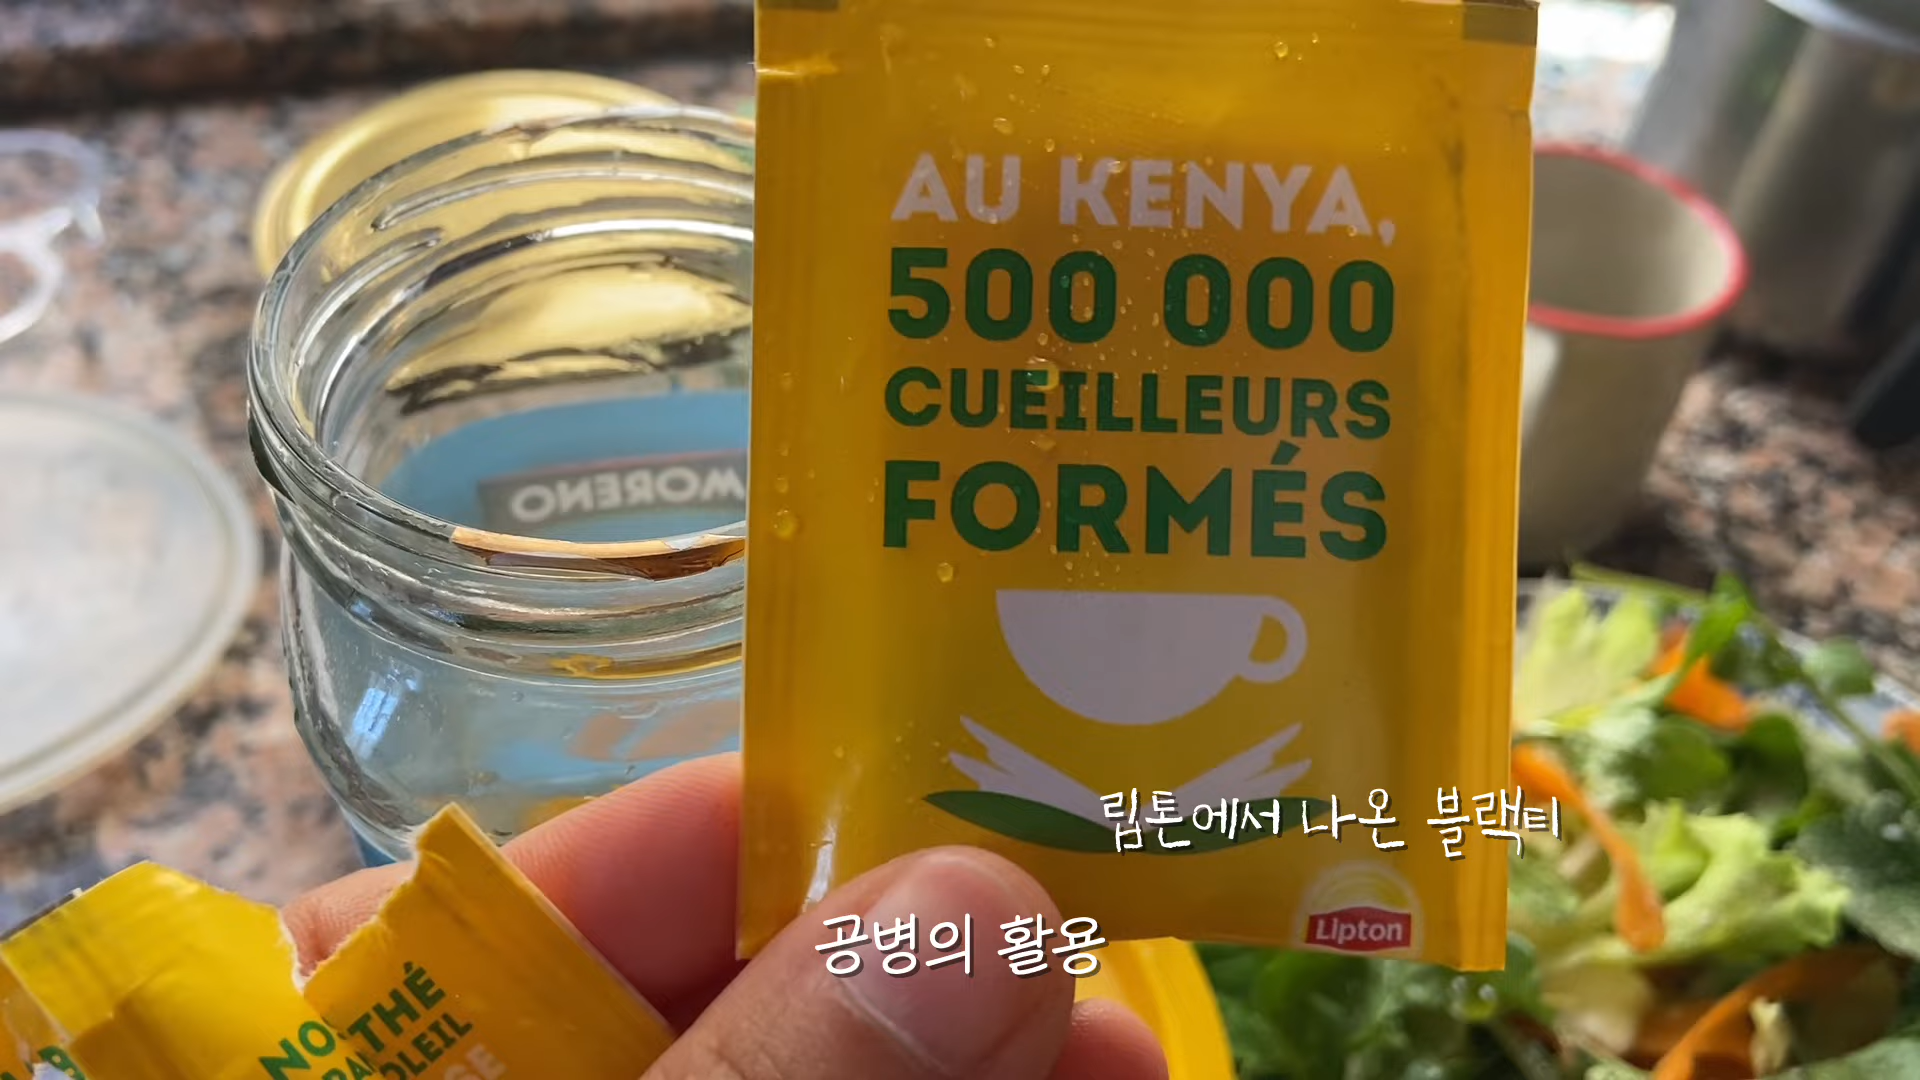 AU KENYA,
500 000
CUEILLEURS
FORMÉS
립톤에서 나온 블랙티
Lipton
공병의 활용
MORENO
THÉ